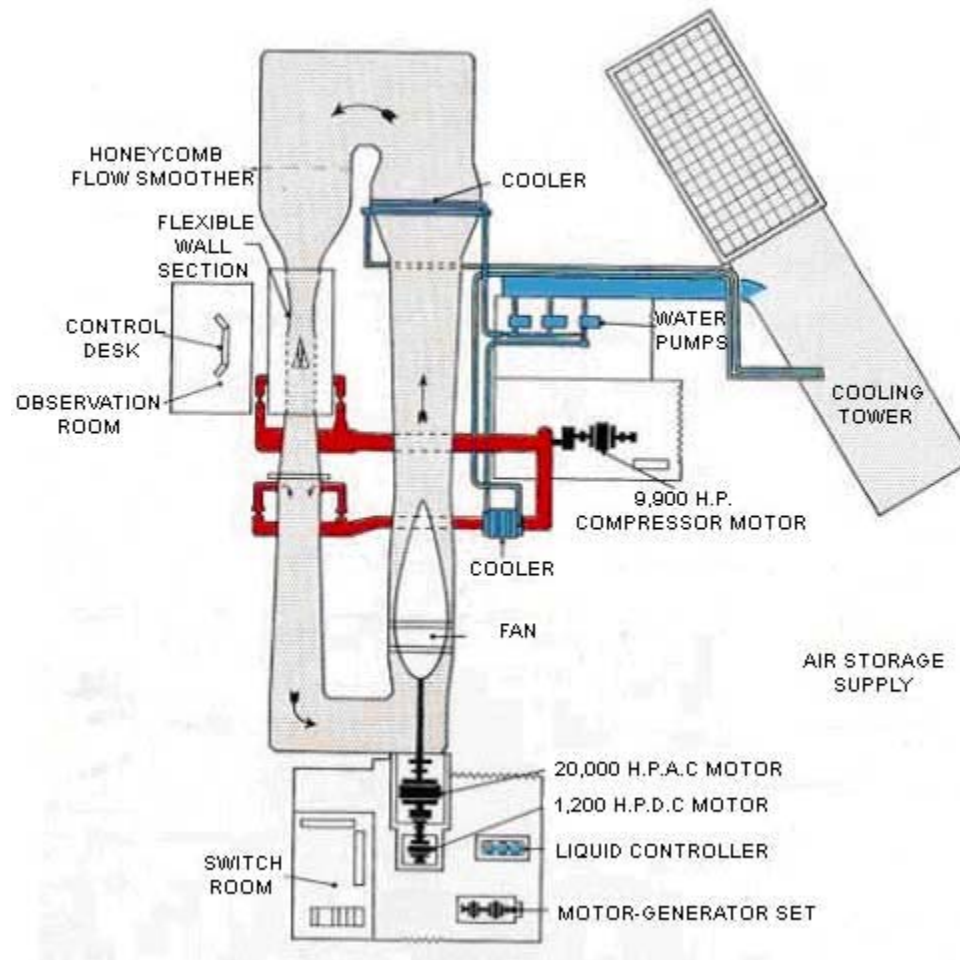 HONEYCOMB
FLOW SMOOTHER
COOLER
FLEXIBLE
WALL
SECTION
CONTROL
DESK
OBSERVATION
ROOM
WATER
PUMPS
COOLING
TOWER
9,900 H.P.
COMPRESSOR MOTOR
COOLER
FAN
AIR STORAGE
SUPPLY
20,000 H.P.A.C MOTOR
1,200 H.P.D.C MOTOR
LIQUID CONTROLLER
SWITCH
ROOM
MOTOR-GENERATOR SET